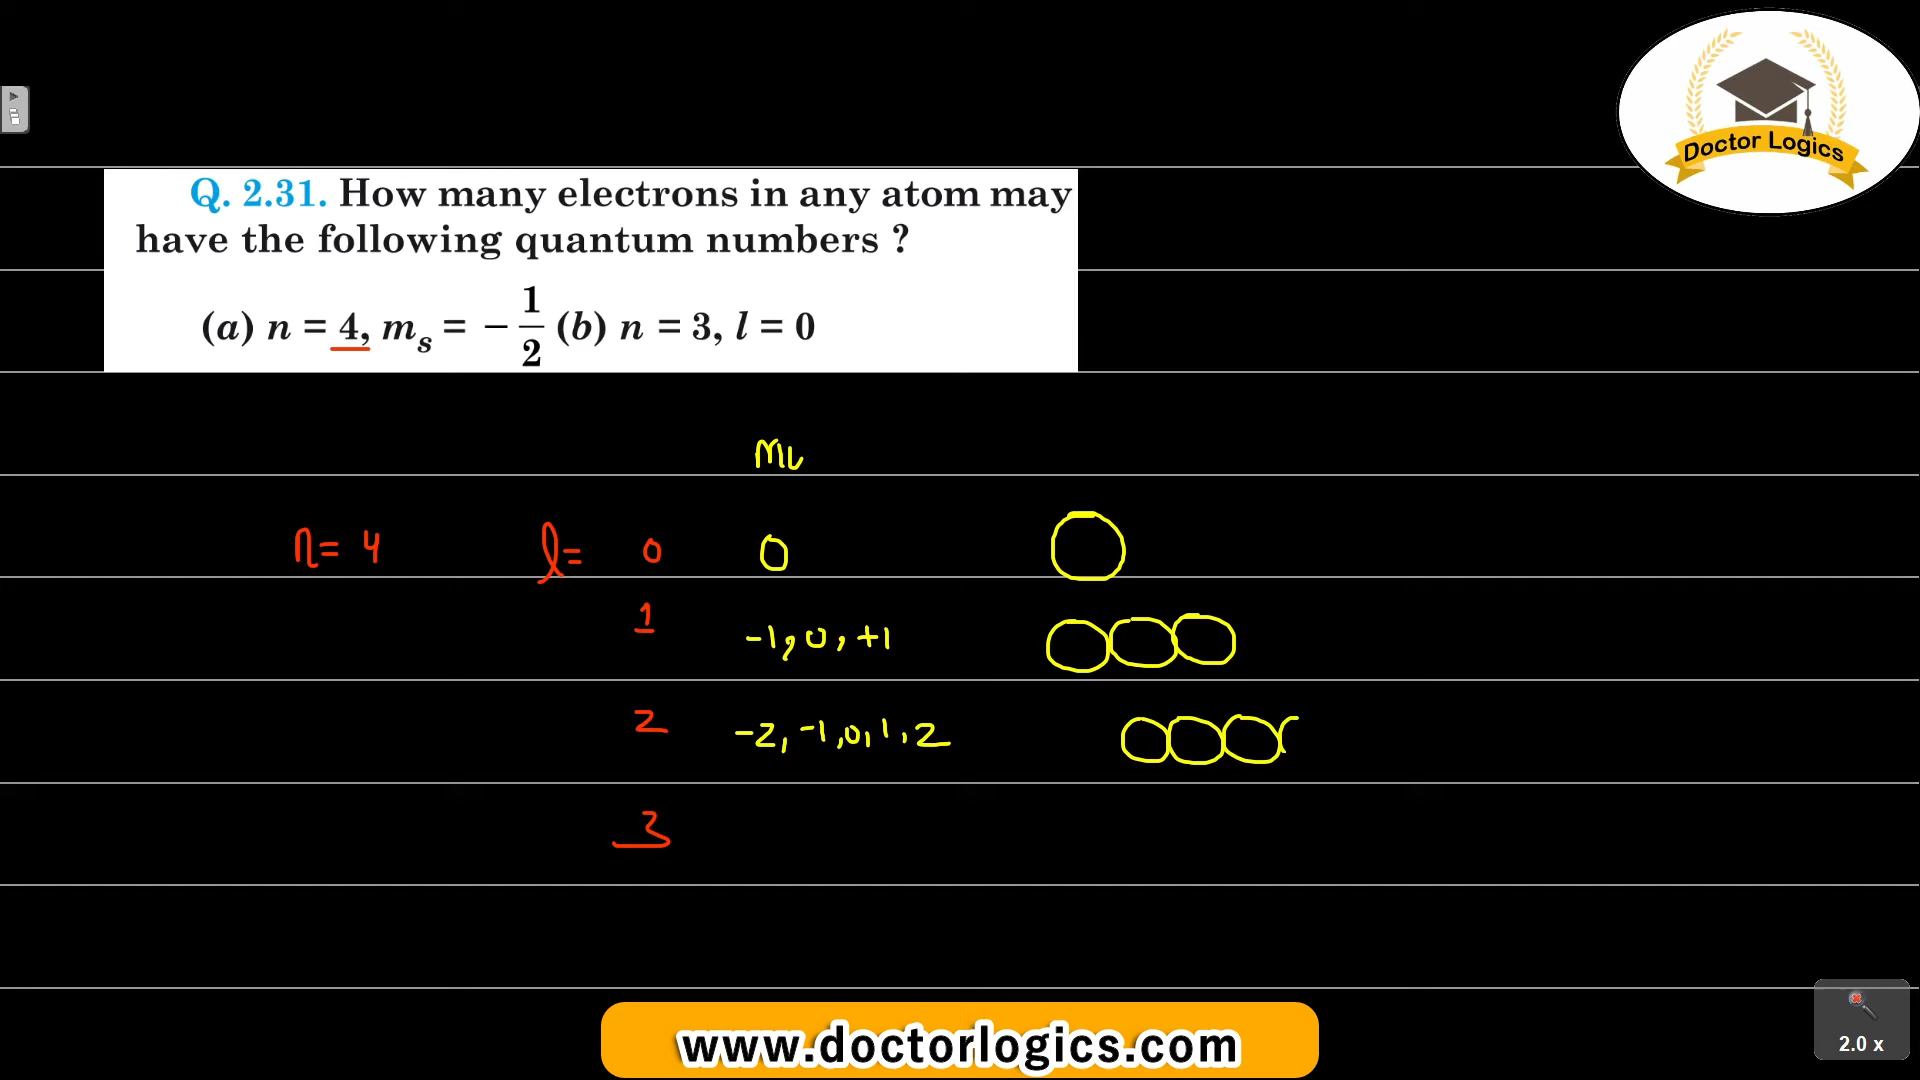 Doctor Logics
Q. 2.31. How many electrons in any atom may
have the following quantum numbers ?
(a) n = 4, mₛ = −1/2 (b) n = 3, l = 0
ml
n= 4 l= 0 0
1 -1, 0, +1
2 -2, -1, 0, 1, 2
3
www.doctorlogics.com
2.0 x